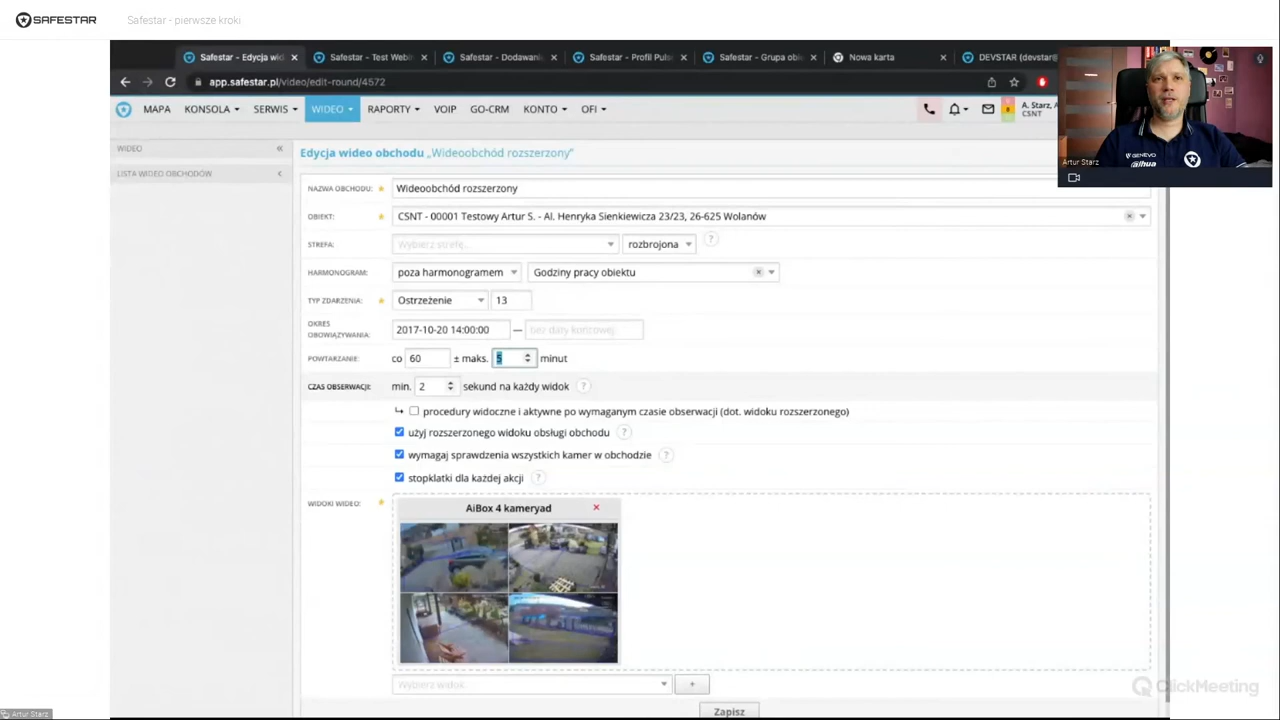 SAFESTAR
Safestar - pierwsze kroki
Safestar - Edycja wid
Safestar - Test Webi
Safestar - Dodawanie
Safestar - Profil Puls
Safestar - Grupa obi
Nowa karta
DEVSTAR (devstar@
app.safestar.pl/video/edit-round/4572
MAPA
KONSOLA
SERWIS
WIDEO
RAPORTY
VOIP
GO-CRM
KONTO
OFI
A. Starz, A
CSNT
GENEVO
alhua
Artur Starz
WIDEO
LISTA WIDEO OBCHODÓW
Edycja wideo obchodu „Wideoobchód rozszerzony”
NAZWA OBCHODU: Wideoobchód rozszerzony
OBIEKT: CSNT - 00001 Testowy Artur S. - Al. Henryka Sienkiewicza 23/23, 26-625 Wolanów
STREFA: Wybierz strefę... rozbrojona ?
HARMONOGRAM: poza harmonogramem Godziny pracy obiektu
TYP ZDARZENIA: Ostrzeżenie 13
OKRES OBOWIĄZYWANIA: 2017-10-20 14:00:00 — bez daty końcowej
POWTARZANIE: co 60 ± maks. 5 minut
CZAS OBSERWACJI: min. 2 sekund na każdy widok ?
procedury widoczne i aktywne po wymaganym czasie obserwacji (dot. widoku rozszerzonego)
użyj rozszerzonego widoku obsługi obchodu ?
wymagaj sprawdzenia wszystkich kamer w obchodzie ?
stopklatki dla każdej akcji ?
WIDOKI WIDEO:
AiBox 4 kameryad
Wybierz widok +
Zapisz
ClickMeeting
Artur Starz